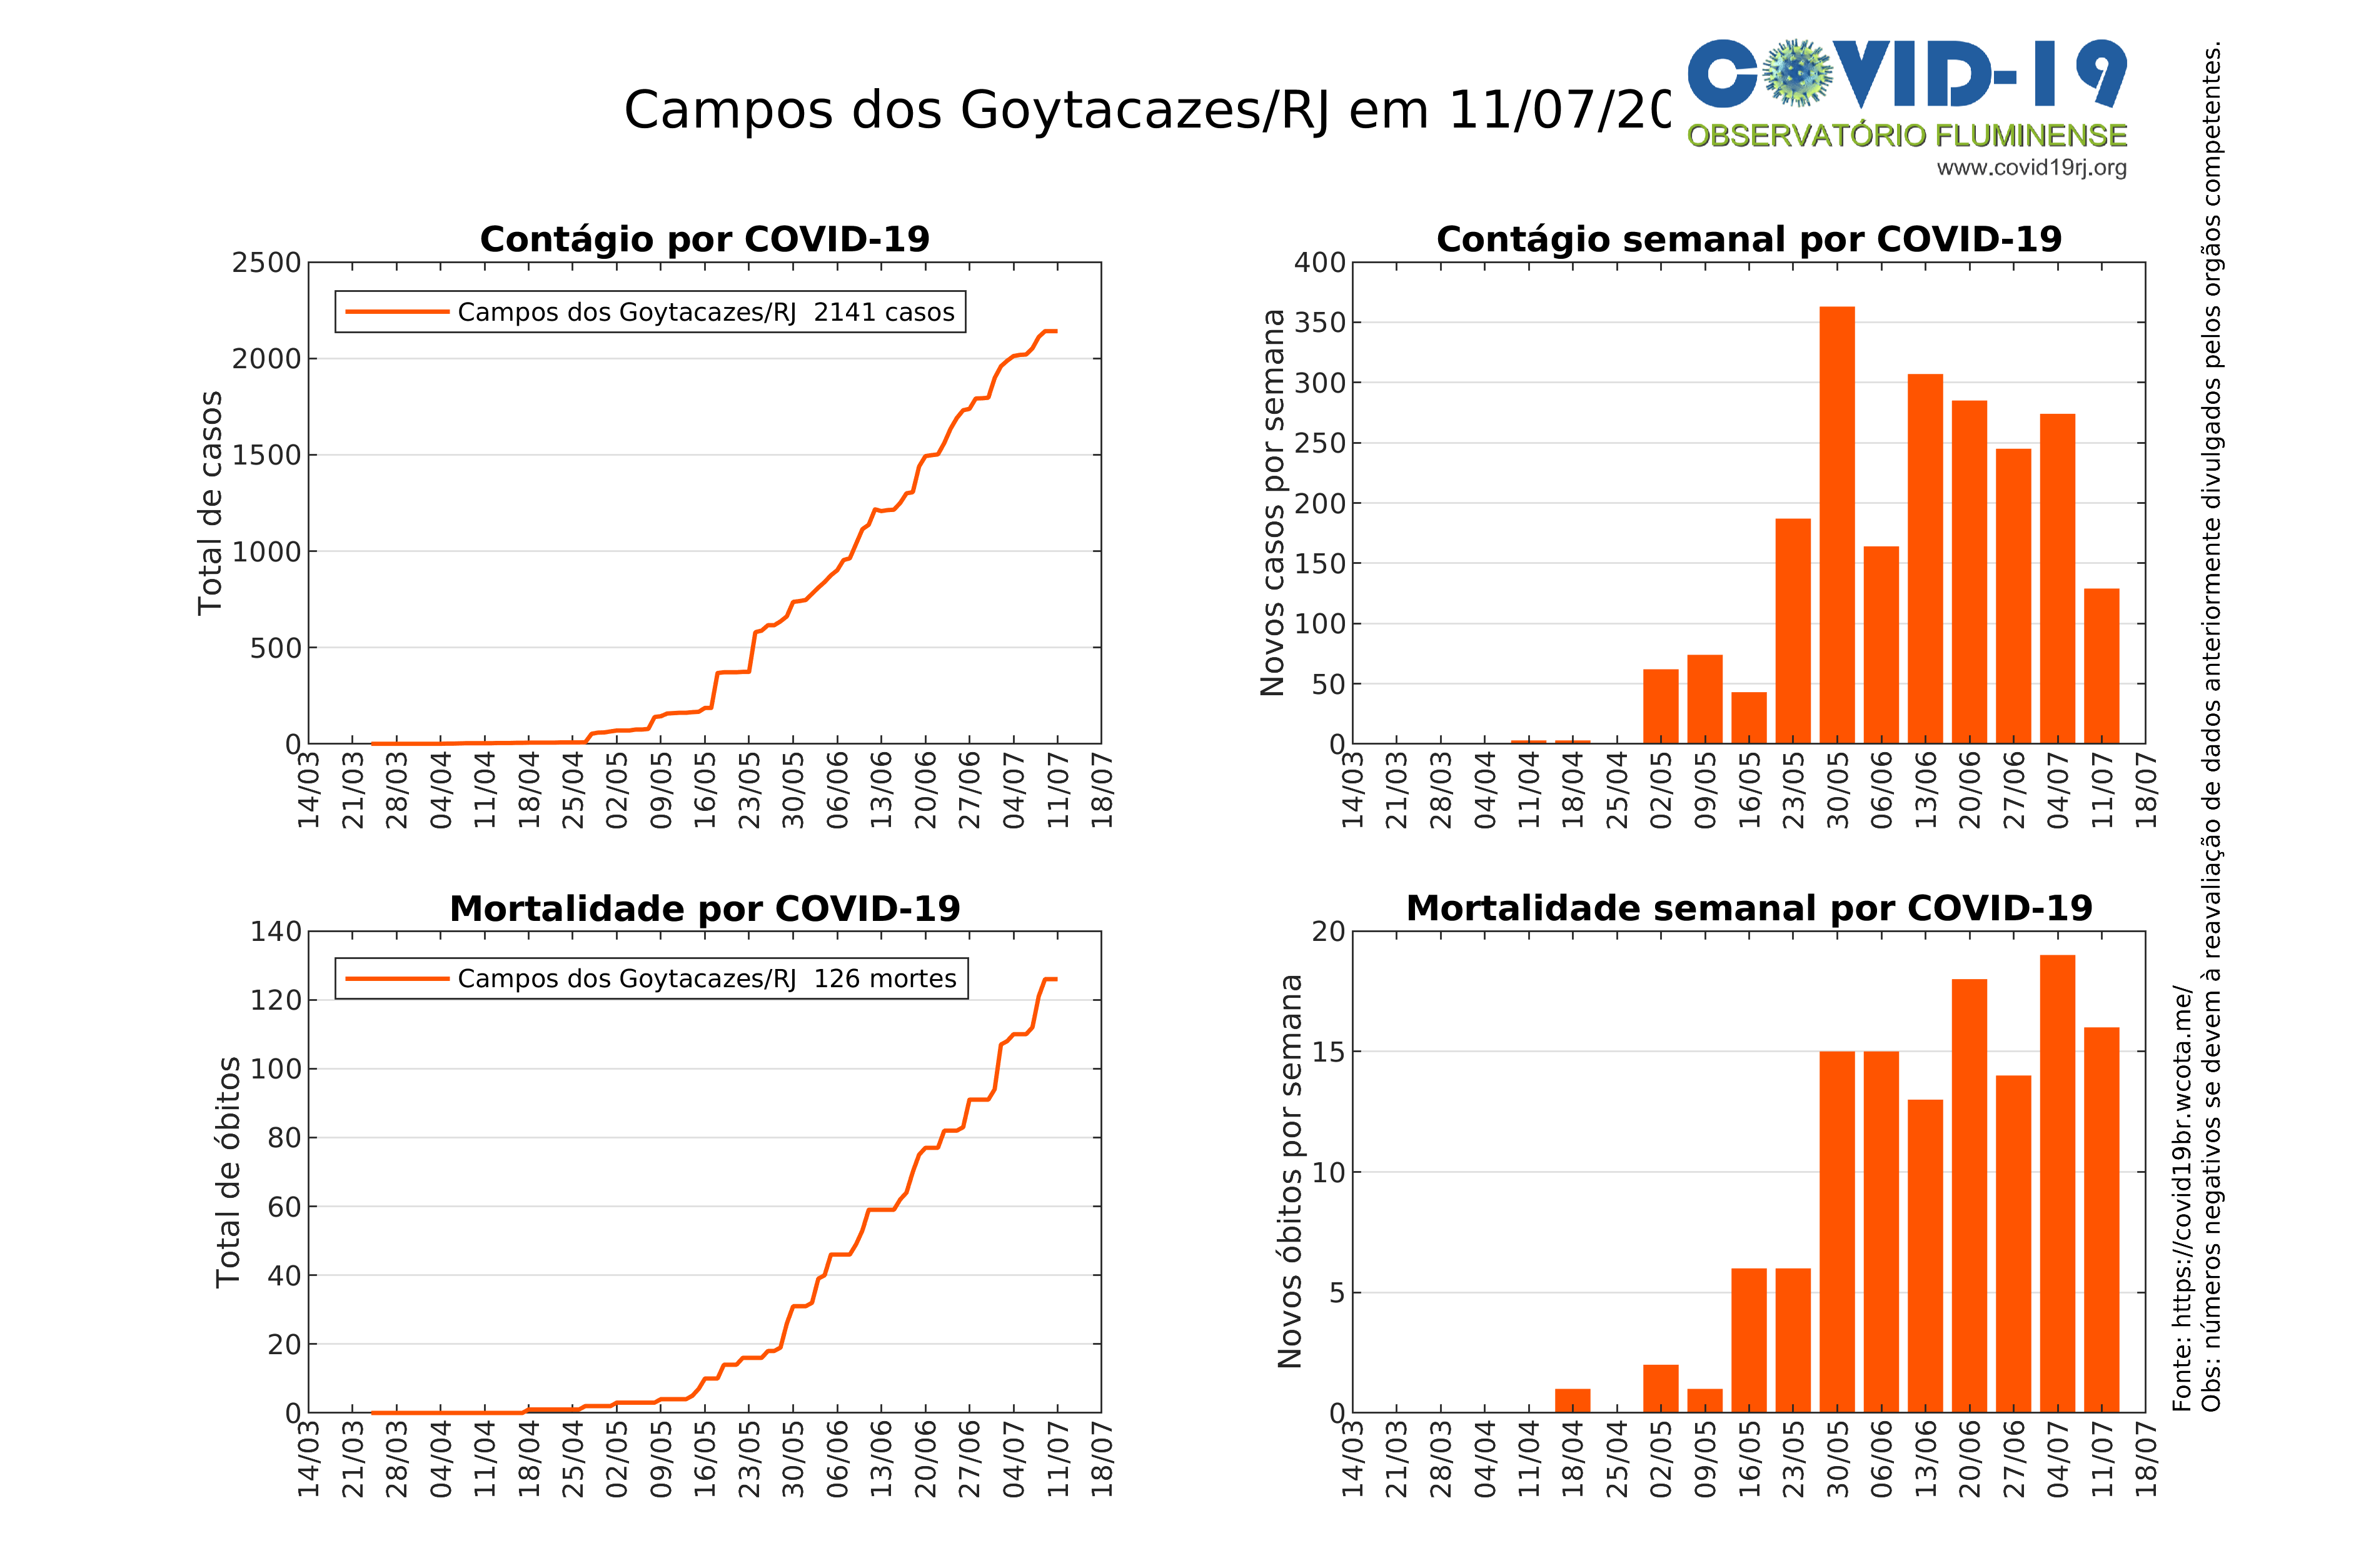 Campos dos Goytacazes/RJ em 11/07/20
COVID-19
OBSERVATÓRIO FLUMINENSE
www.covid19rj.org
Contágio por COVID-19
Total de casos
2500
2000
1500
1000
500
0
Campos dos Goytacazes/RJ 2141 casos
14/03 21/03 28/03 04/04 11/04 18/04 25/04 02/05 09/05 16/05 23/05 30/05 06/06 13/06 20/06 27/06 04/07 11/07 18/07
Contágio semanal por COVID-19
Novos casos por semana
400
350
300
250
200
150
100
50
0
14/03 21/03 28/03 04/04 11/04 18/04 25/04 02/05 09/05 16/05 23/05 30/05 06/06 13/06 20/06 27/06 04/07 11/07 18/07
Mortalidade por COVID-19
Total de óbitos
140
120
100
80
60
40
20
0
Campos dos Goytacazes/RJ 126 mortes
14/03 21/03 28/03 04/04 11/04 18/04 25/04 02/05 09/05 16/05 23/05 30/05 06/06 13/06 20/06 27/06 04/07 11/07 18/07
Mortalidade semanal por COVID-19
Novos óbitos por semana
20
15
10
5
0
14/03 21/03 28/03 04/04 11/04 18/04 25/04 02/05 09/05 16/05 23/05 30/05 06/06 13/06 20/06 27/06 04/07 11/07 18/07
Fonte: https://covid19br.wcota.me/
Obs: números negativos se devem à reavaliação de dados anteriormente divulgados pelos orgãos competentes.